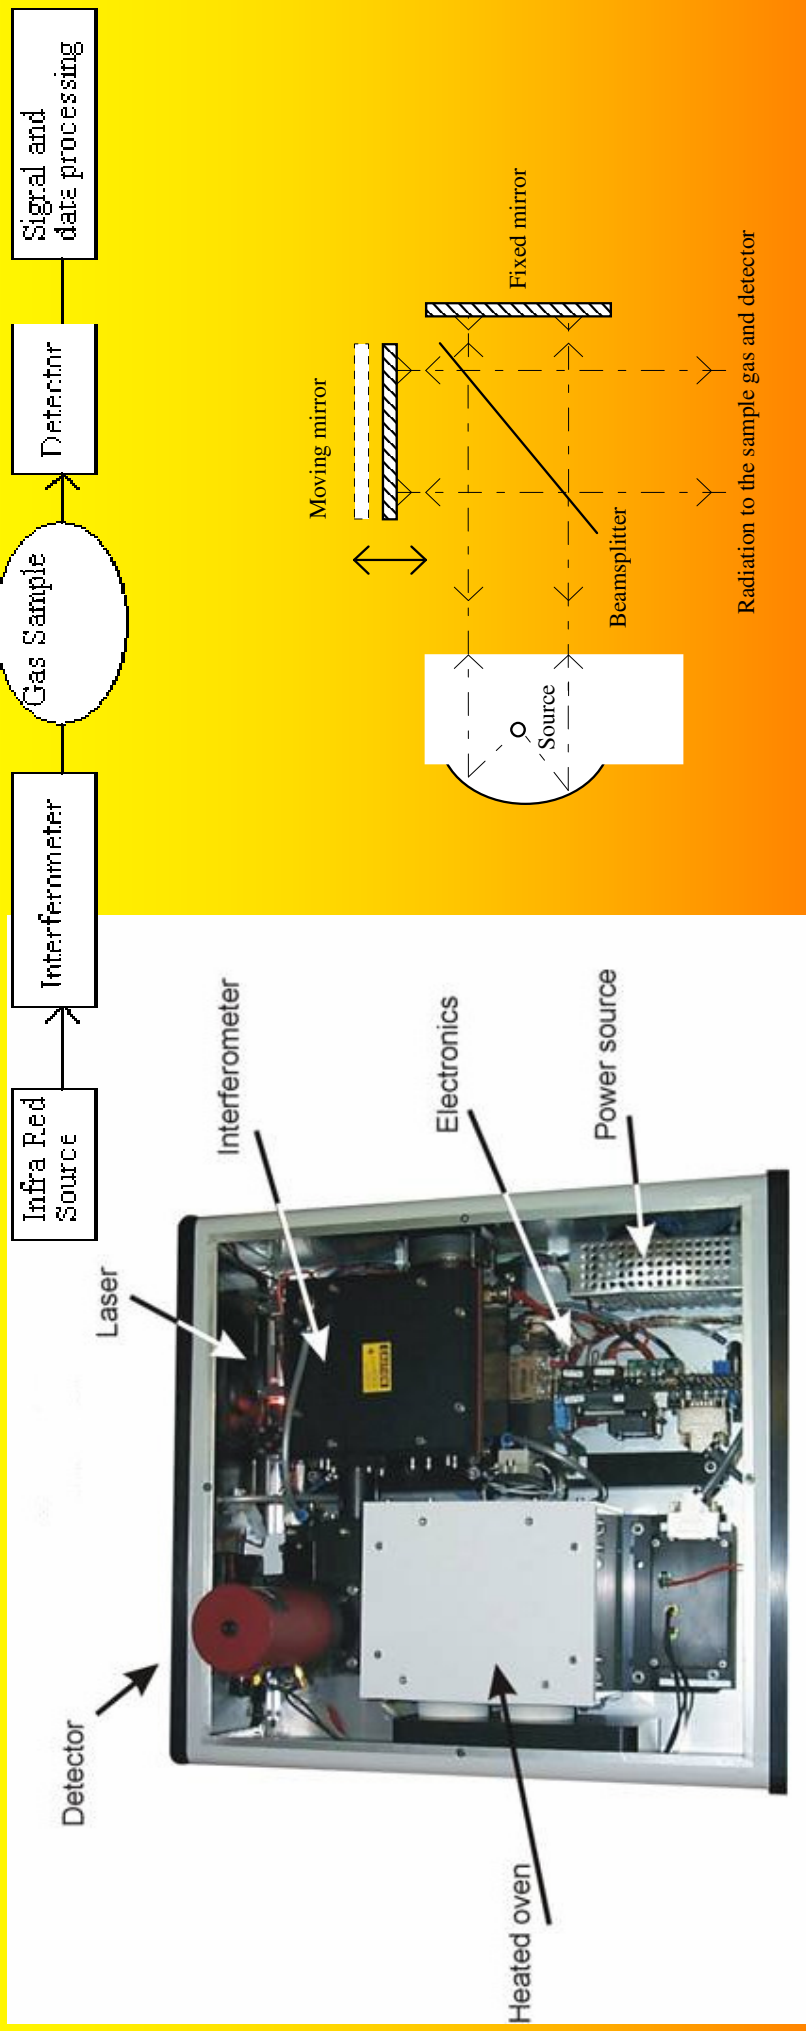 Infra Red
Source
Interferometer
Gas Sample
Detector
Signal and
data processing
Detector
Laser
Interferometer
Electronics
Power source
Heated oven
Moving mirror
Fixed mirror
Source
Beamsplitter
Radiation to the sample gas and detector